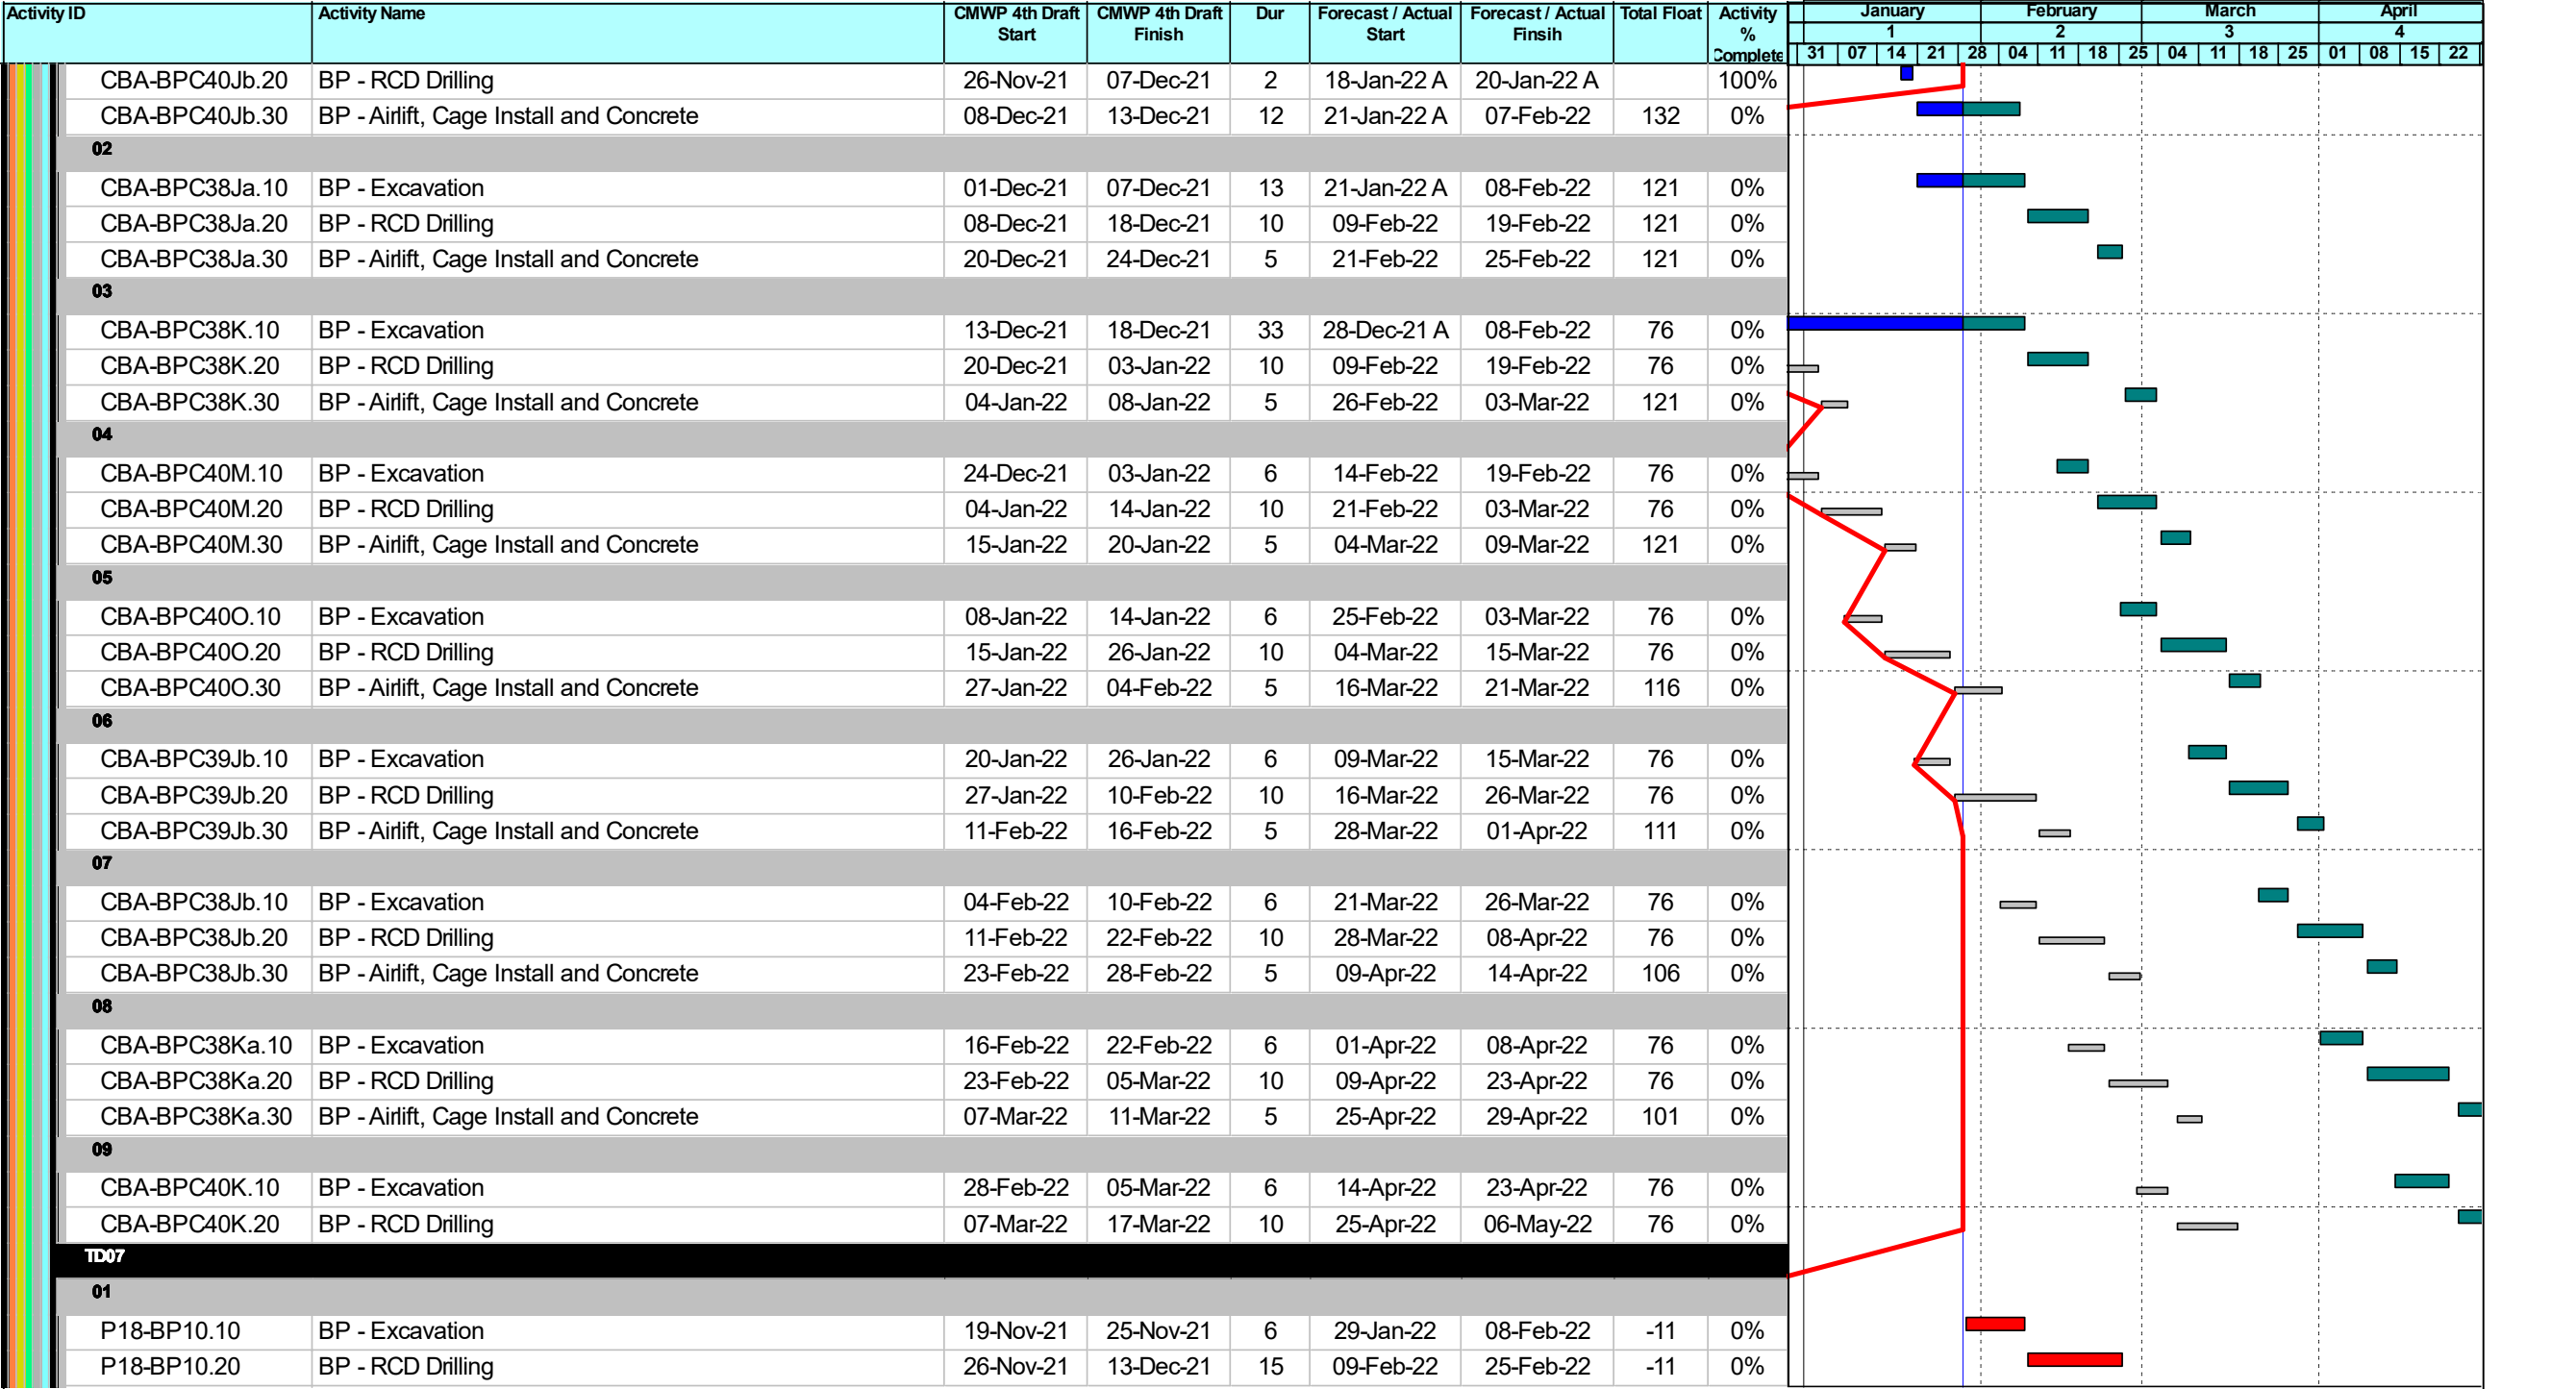 Activity ID Activity Name CMWP 4th Draft Start CMWP 4th Draft Finish Dur Forecast / Actual Start Forecast / Actual Finsih Total Float Activity % Complete January February March April
1 2 3 4
31 07 14 21 28 04 11 18 25 04 11 18 25 01 08 15 22
CBA-BPC40Jb.20 BP - RCD Drilling 26-Nov-21 07-Dec-21 2 18-Jan-22 A 20-Jan-22 A 100%
CBA-BPC40Jb.30 BP - Airlift, Cage Install and Concrete 08-Dec-21 13-Dec-21 12 21-Jan-22 A 07-Feb-22 132 0%
02
CBA-BPC38Ja.10 BP - Excavation 01-Dec-21 07-Dec-21 13 21-Jan-22 A 08-Feb-22 121 0%
CBA-BPC38Ja.20 BP - RCD Drilling 08-Dec-21 18-Dec-21 10 09-Feb-22 19-Feb-22 121 0%
CBA-BPC38Ja.30 BP - Airlift, Cage Install and Concrete 20-Dec-21 24-Dec-21 5 21-Feb-22 25-Feb-22 121 0%
03
CBA-BPC38K.10 BP - Excavation 13-Dec-21 18-Dec-21 33 28-Dec-21 A 08-Feb-22 76 0%
CBA-BPC38K.20 BP - RCD Drilling 20-Dec-21 03-Jan-22 10 09-Feb-22 19-Feb-22 76 0%
CBA-BPC38K.30 BP - Airlift, Cage Install and Concrete 04-Jan-22 08-Jan-22 5 26-Feb-22 03-Mar-22 121 0%
04
CBA-BPC40M.10 BP - Excavation 24-Dec-21 03-Jan-22 6 14-Feb-22 19-Feb-22 76 0%
CBA-BPC40M.20 BP - RCD Drilling 04-Jan-22 14-Jan-22 10 21-Feb-22 03-Mar-22 76 0%
CBA-BPC40M.30 BP - Airlift, Cage Install and Concrete 15-Jan-22 20-Jan-22 5 04-Mar-22 09-Mar-22 121 0%
05
CBA-BPC40O.10 BP - Excavation 08-Jan-22 14-Jan-22 6 25-Feb-22 03-Mar-22 76 0%
CBA-BPC40O.20 BP - RCD Drilling 15-Jan-22 26-Jan-22 10 04-Mar-22 15-Mar-22 76 0%
CBA-BPC40O.30 BP - Airlift, Cage Install and Concrete 27-Jan-22 04-Feb-22 5 16-Mar-22 21-Mar-22 116 0%
06
CBA-BPC39Jb.10 BP - Excavation 20-Jan-22 26-Jan-22 6 09-Mar-22 15-Mar-22 76 0%
CBA-BPC39Jb.20 BP - RCD Drilling 27-Jan-22 10-Feb-22 10 16-Mar-22 26-Mar-22 76 0%
CBA-BPC39Jb.30 BP - Airlift, Cage Install and Concrete 11-Feb-22 16-Feb-22 5 28-Mar-22 01-Apr-22 111 0%
07
CBA-BPC38Jb.10 BP - Excavation 04-Feb-22 10-Feb-22 6 21-Mar-22 26-Mar-22 76 0%
CBA-BPC38Jb.20 BP - RCD Drilling 11-Feb-22 22-Feb-22 10 28-Mar-22 08-Apr-22 76 0%
CBA-BPC38Jb.30 BP - Airlift, Cage Install and Concrete 23-Feb-22 28-Feb-22 5 09-Apr-22 14-Apr-22 106 0%
08
CBA-BPC38Ka.10 BP - Excavation 16-Feb-22 22-Feb-22 6 01-Apr-22 08-Apr-22 76 0%
CBA-BPC38Ka.20 BP - RCD Drilling 23-Feb-22 05-Mar-22 10 09-Apr-22 23-Apr-22 76 0%
CBA-BPC38Ka.30 BP - Airlift, Cage Install and Concrete 07-Mar-22 11-Mar-22 5 25-Apr-22 29-Apr-22 101 0%
09
CBA-BPC40K.10 BP - Excavation 28-Feb-22 05-Mar-22 6 14-Apr-22 23-Apr-22 76 0%
CBA-BPC40K.20 BP - RCD Drilling 07-Mar-22 17-Mar-22 10 25-Apr-22 06-May-22 76 0%
TD07
01
P18-BP10.10 BP - Excavation 19-Nov-21 25-Nov-21 6 29-Jan-22 08-Feb-22 -11 0%
P18-BP10.20 BP - RCD Drilling 26-Nov-21 13-Dec-21 15 09-Feb-22 25-Feb-22 -11 0%